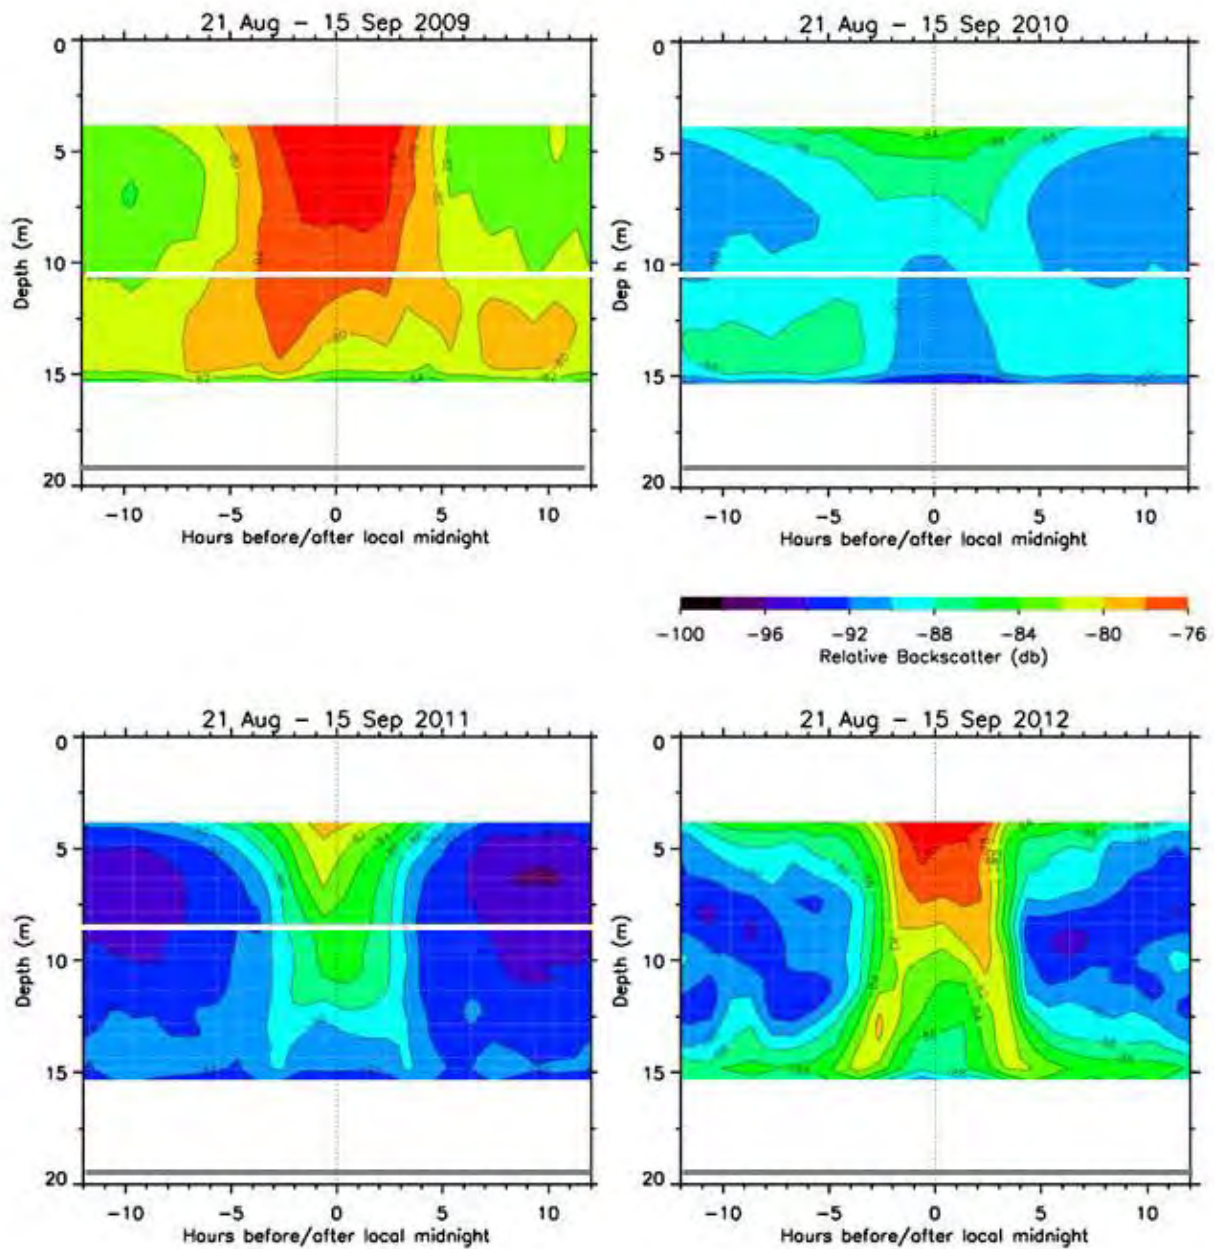 21 Aug – 15 Sep 2009
0
5
10
15
20
Depth (m)
-10 -5 0 5 10
Hours before/after local midnight
21 Aug – 15 Sep 2010
0
5
10
15
20
Depth (m)
-10 -5 0 5 10
Hours before/after local midnight
-100 -96 -92 -88 -84 -80 -76
Relative Backscatter (db)
21 Aug – 15 Sep 2011
0
5
10
15
20
Depth (m)
-10 -5 0 5 10
Hours before/after local midnight
21 Aug – 15 Sep 2012
0
5
10
15
20
Depth (m)
-10 -5 0 5 10
Hours before/after local midnight